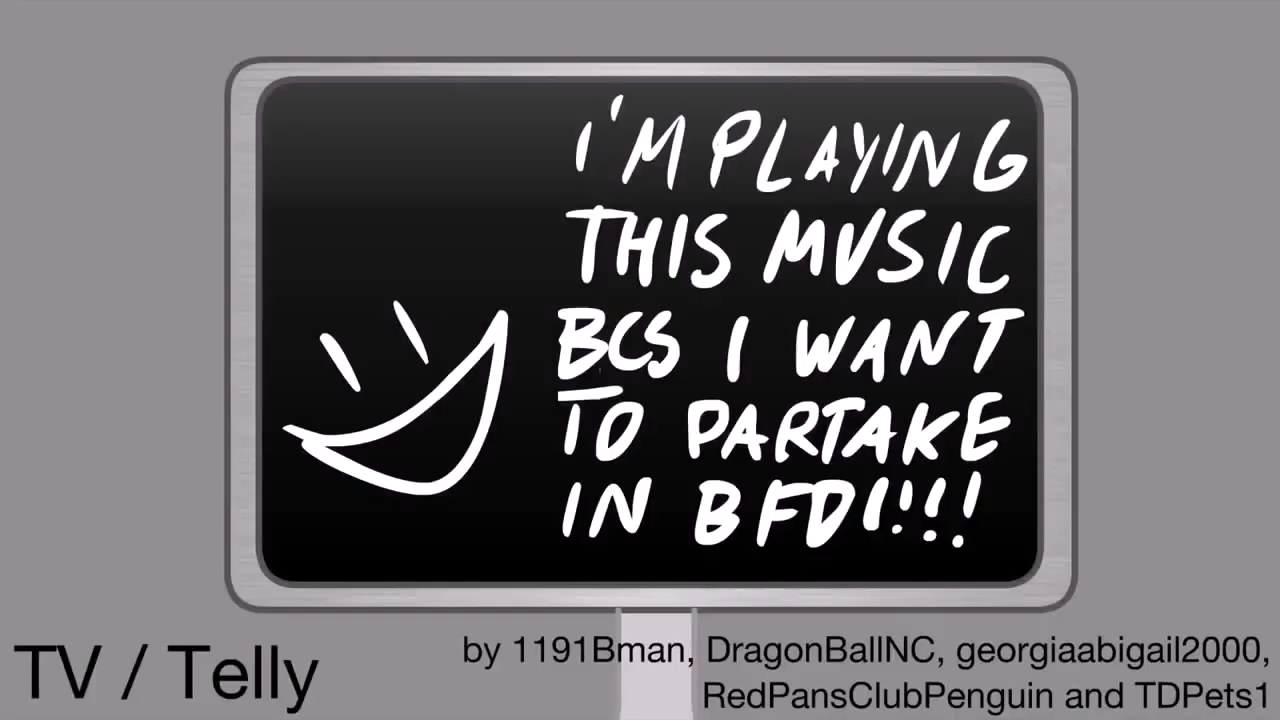 I'M PLAYING
THIS MUSIC
BCS I WANT
TO PARTAKE
IN BFDI!!!
TV / Telly
by 1191Bman, DragonBallNC, georgiaabigail2000,
RedPansClubPenguin and TDPets1